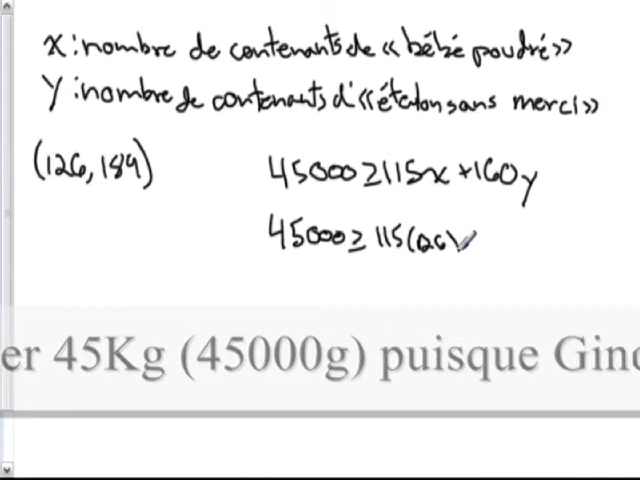 X : nombre de contenants de «bébé poudré»
Y : nombre de contenants d'«étalon sans merci»
(126,189)
45000≥115x+160y
45000≥115(126)
er 45Kg (45000g) puisque Gino